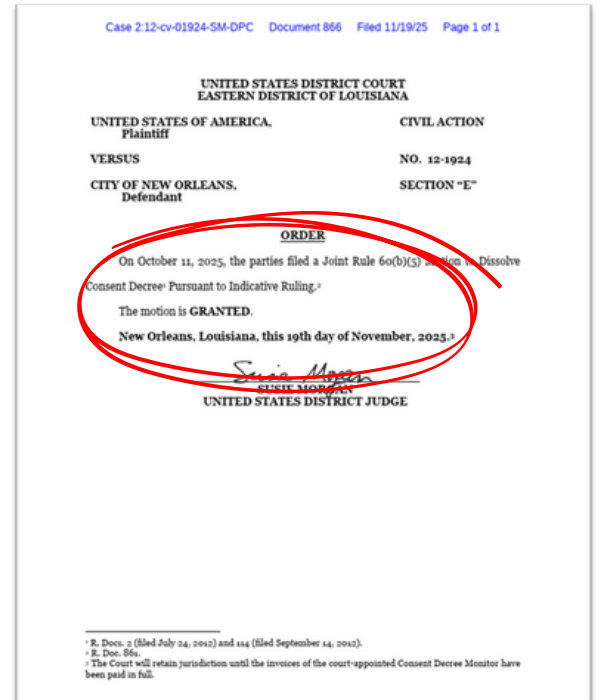 Case 2:12-cv-01924-SM-DPC Document 866 Filed 11/19/25 Page 1 of 1
UNITED STATES DISTRICT COURT
EASTERN DISTRICT OF LOUISIANA
UNITED STATES OF AMERICA, CIVIL ACTION
Plaintiff
VERSUS NO. 12-1924
CITY OF NEW ORLEANS, SECTION “E”
Defendant
ORDER
On October 11, 2025, the parties filed a Joint Rule 60(b)(5) to Dissolve
Consent Decree¹ Pursuant to Indicative Ruling.²
The motion is GRANTED.
New Orleans, Louisiana, this 19th day of November, 2025.³
Susie Morgan
SUSIE MORGAN
UNITED STATES DISTRICT JUDGE
¹ R. Docs. 2 (filed July 24, 2012) and 114 (filed September 14, 2012).
² R. Doc. 861.
³ The Court will retain jurisdiction until the invoices of the court-appointed Consent Decree Monitor have
been paid in full.